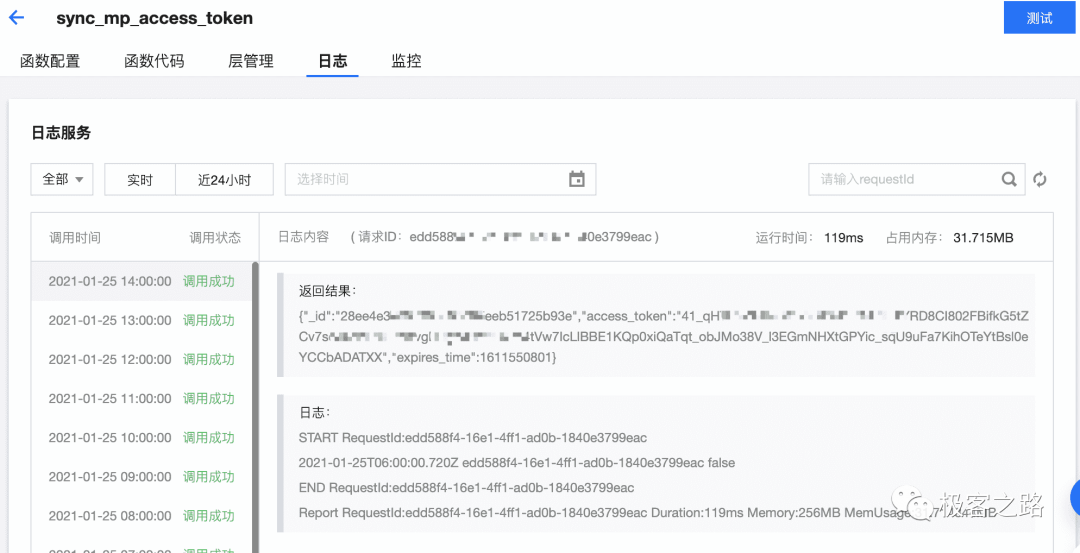 sync_mp_access_token
测试
函数配置 函数代码 层管理 日志 监控
日志服务
全部 实时 近24小时 选择时间 请输入requestId
调用时间 调用状态 日志内容 (请求ID: edd588 0e3799eac) 运行时间: 119ms 占用内存: 31.715MB
2021-01-25 14:00:00 调用成功
2021-01-25 13:00:00 调用成功
2021-01-25 12:00:00 调用成功
2021-01-25 11:00:00 调用成功
2021-01-25 10:00:00 调用成功
2021-01-25 09:00:00 调用成功
2021-01-25 08:00:00 调用成功
返回结果:
{"_id":"28ee4e3 eeb51725b93e","access_token":"41_qH RD8CI802FBifkG5tZ
Cv7s tVw7IcLlBBE1KQp0xiQaTqt_obJMo38V_I3EGmNHXtGPYic_sqU9uFa7KihOTeYtBsl0e
YCCbADATXX","expires_time":1611550801}
日志:
START RequestId:edd588f4-16e1-4ff1-ad0b-1840e3799eac
2021-01-25T06:00:00.720Z edd588f4-16e1-4ff1-ad0b-1840e3799eac false
END RequestId:edd588f4-16e1-4ff1-ad0b-1840e3799eac
Report RequestId:edd588f4-16e1-4ff1-ad0b-1840e3799eac Duration:119ms Memory:256MB MemUsage
极客之路